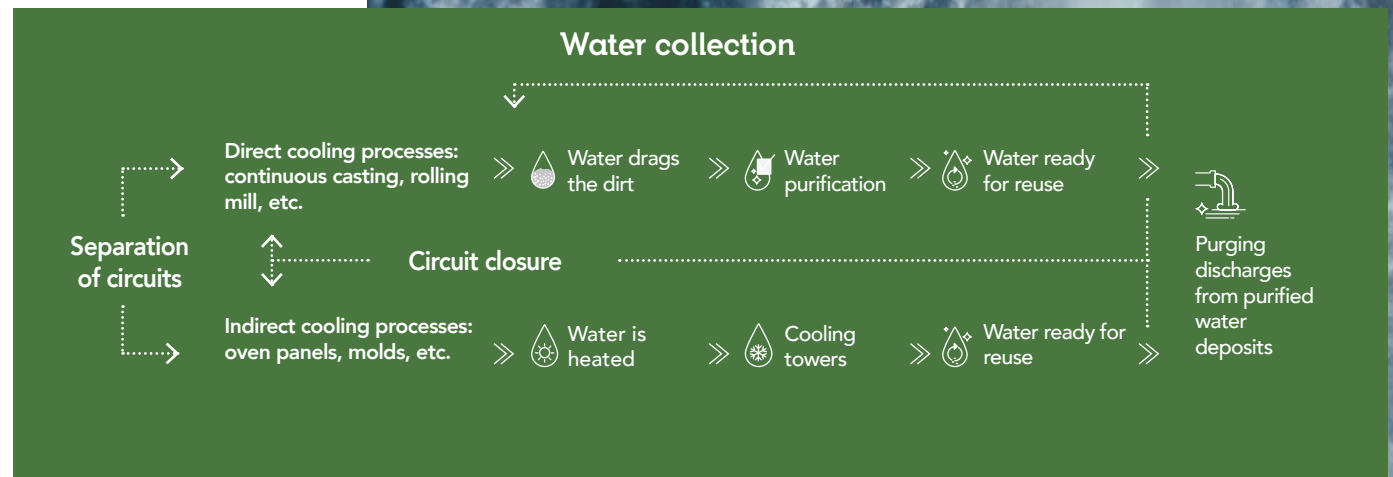 Water collection
Direct cooling processes:
continuous casting, rolling
mill, etc.
Water drags
the dirt
Water
purification
Water ready
for reuse
Separation
of circuits
Circuit closure
Purging
discharges
from purified
water
deposits
Indirect cooling processes:
oven panels, molds, etc.
Water is
heated
Cooling
towers
Water ready for
reuse